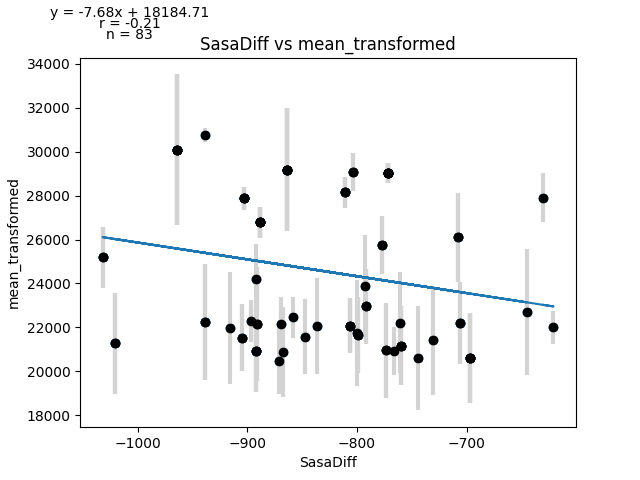 y = -7.68x + 18184.71
r = -0.21
n = 83
SasaDiff vs mean_transformed
34000
32000
30000
28000
26000
24000
22000
20000
18000
mean_transformed
−1000
−900
−800
−700
SasaDiff